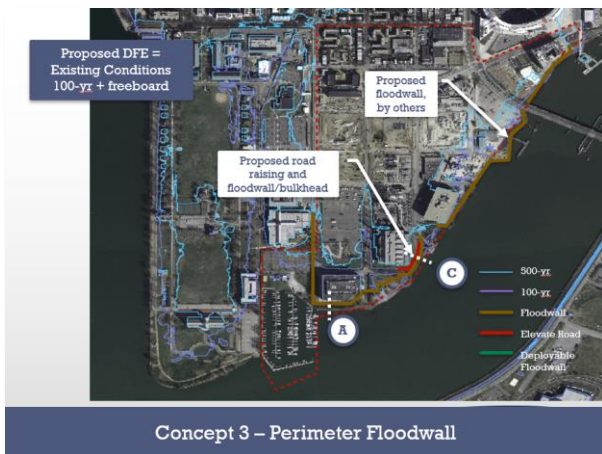 Proposed DFE =
Existing Conditions
100-yr + freeboard
Proposed
floodwall,
by others
Proposed road
raising and
floodwall/bulkhead
C
A
500-yr
100-yr
Floodwall
Elevate Road
Deployable
Floodwall
Concept 3 – Perimeter Floodwall